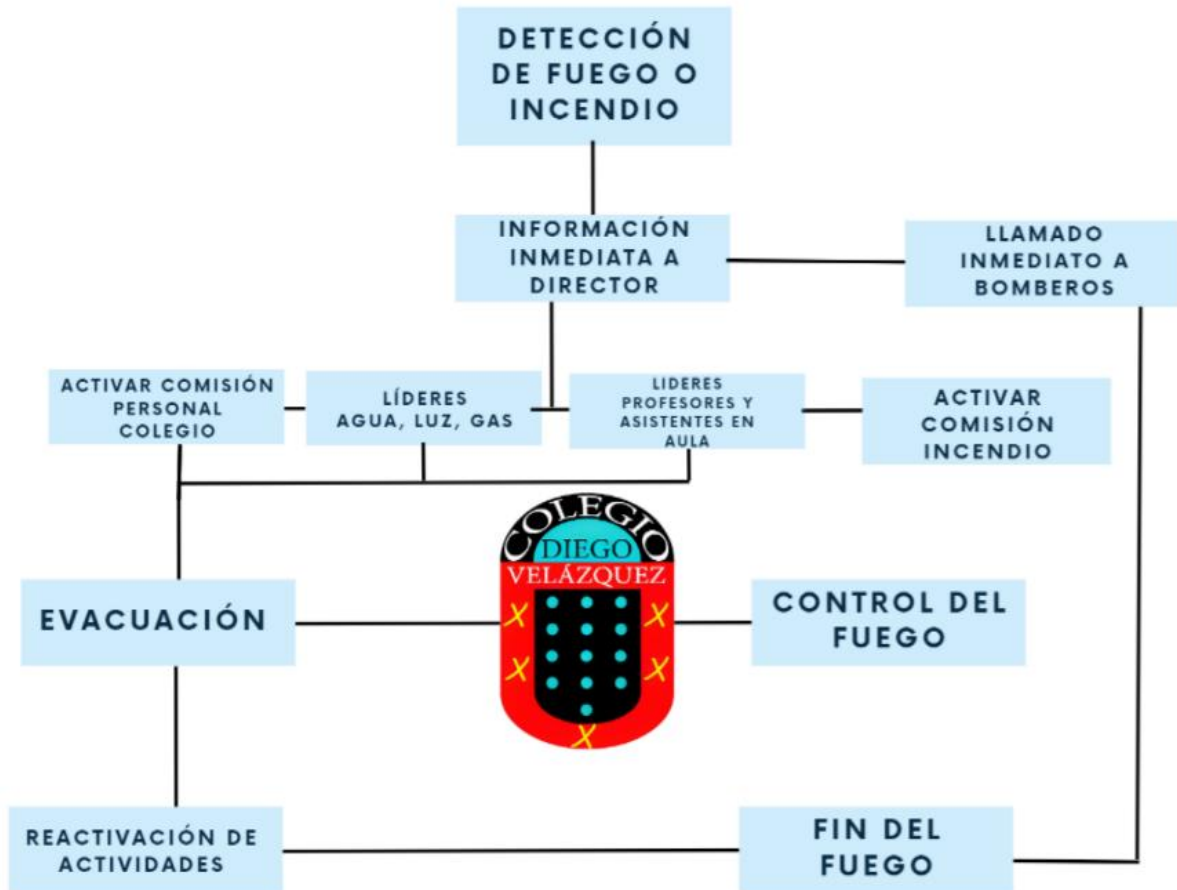 DETECCIÓN
DE FUEGO O
INCENDIO
INFORMACIÓN
INMEDIATA A
DIRECTOR
LLAMADO
INMEDIATO A
BOMBEROS
ACTIVAR COMISIÓN
PERSONAL
COLEGIO
LÍDERES
AGUA, LUZ, GAS
LIDERES
PROFESORES Y
ASISTENTES EN
AULA
ACTIVAR
COMISIÓN
INCENDIO
COLEGIO
DIEGO
VELÁZQUEZ
EVACUACIÓN
CONTROL DEL
FUEGO
REACTIVACIÓN DE
ACTIVIDADES
FIN DEL
FUEGO